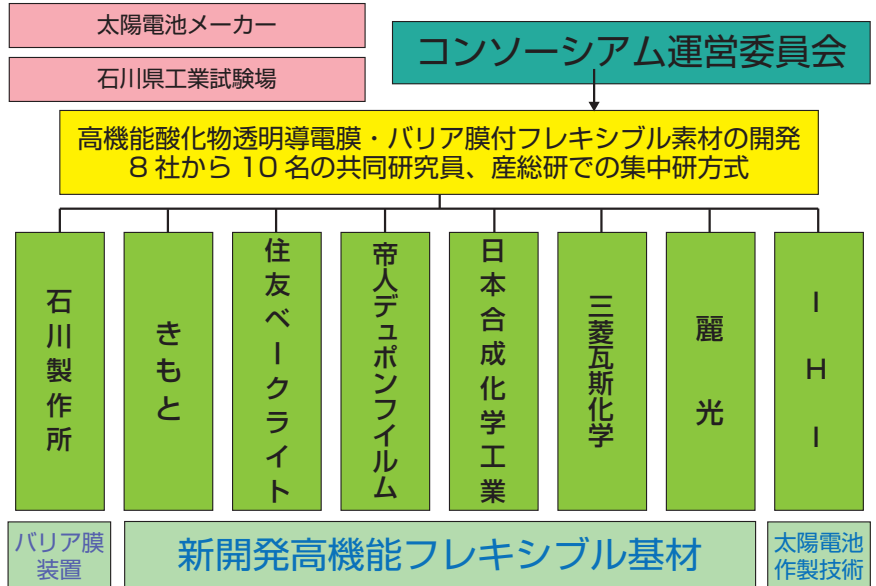 太陽電池メーカー
石川県工業試験場
コンソーシアム運営委員会
高機能酸化物透明導電膜・バリア膜付フレキシブル素材の開発
8社から10名の共同研究員、産総研での集中研方式
石川製作所
きもと
住友ベークライト
帝人デュポンフイルム
日本合成化学工業
三菱瓦斯化学
麗光
IHI
バリア膜
装置
新開発高機能フレキシブル基材
太陽電池
作製技術